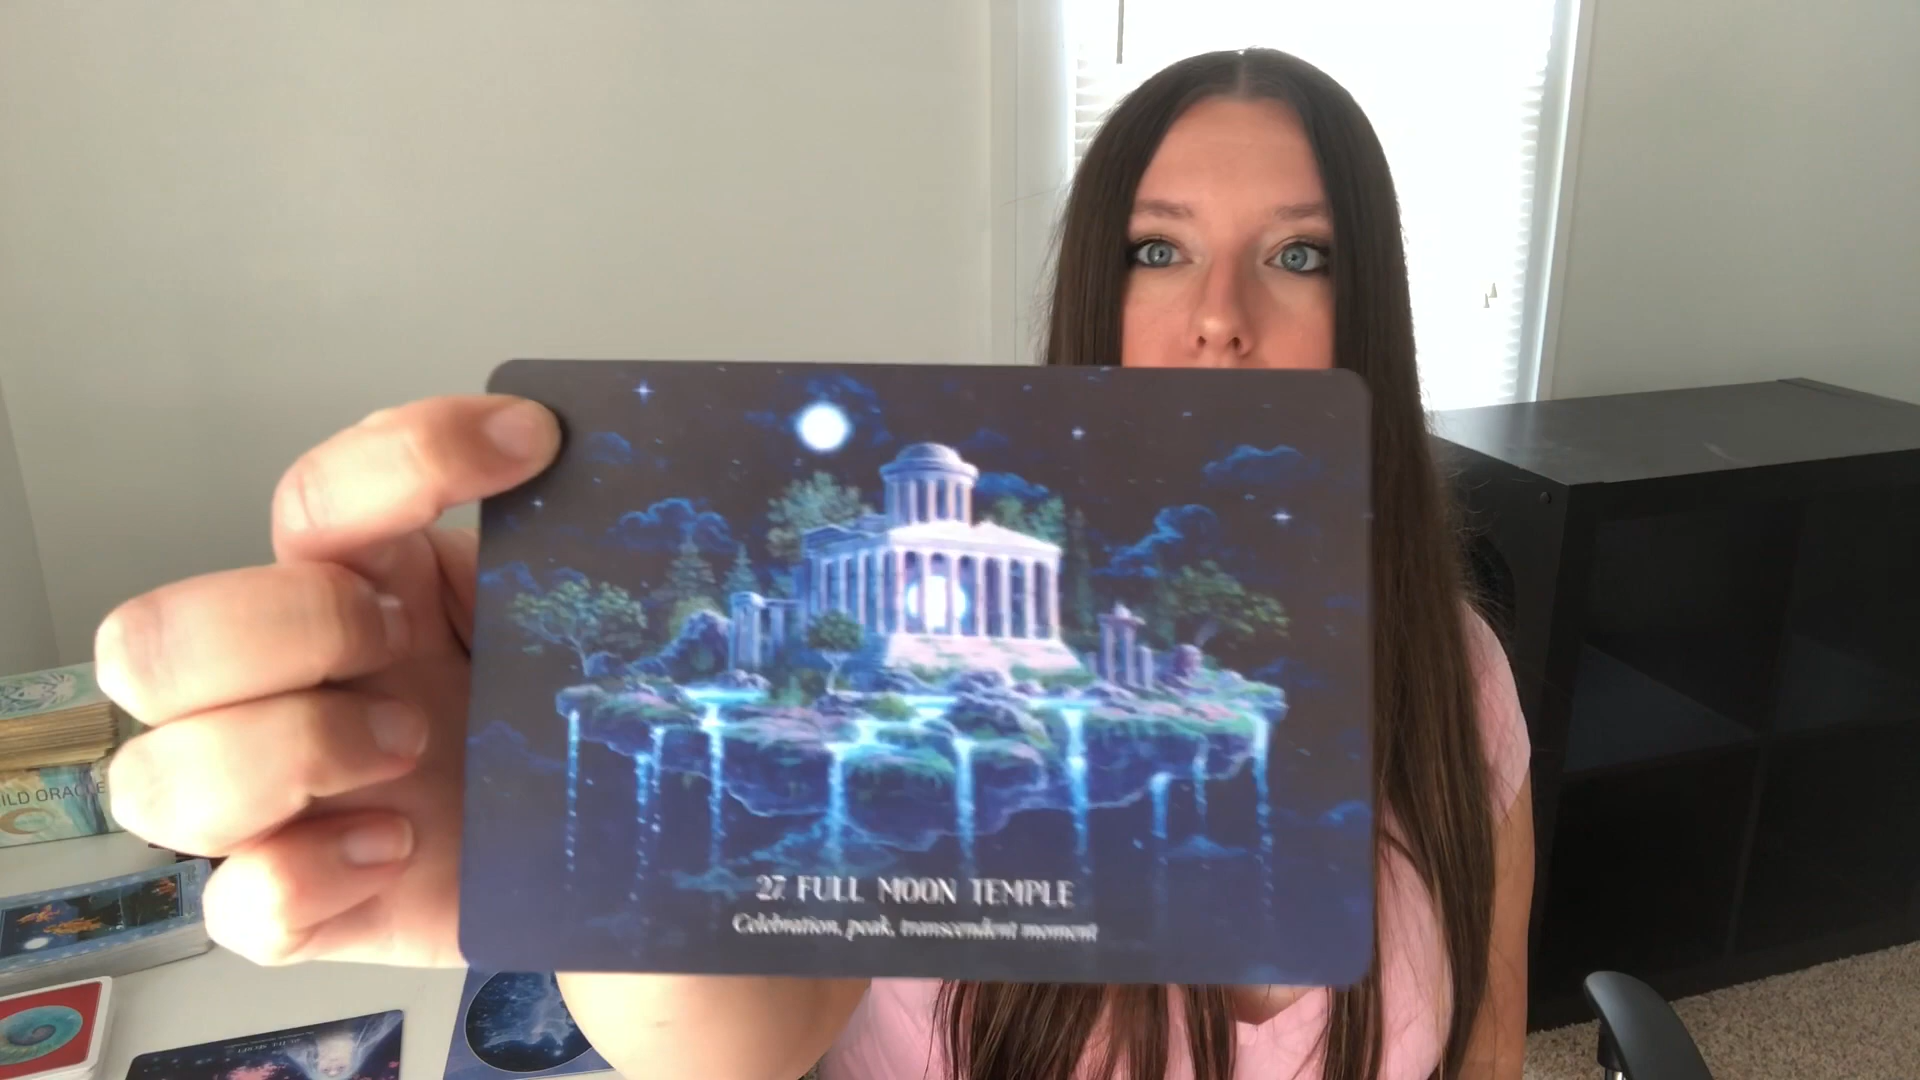 27. FULL MOON TEMPLE
Celebration, peak, transcendent moment
ILD ORACLE